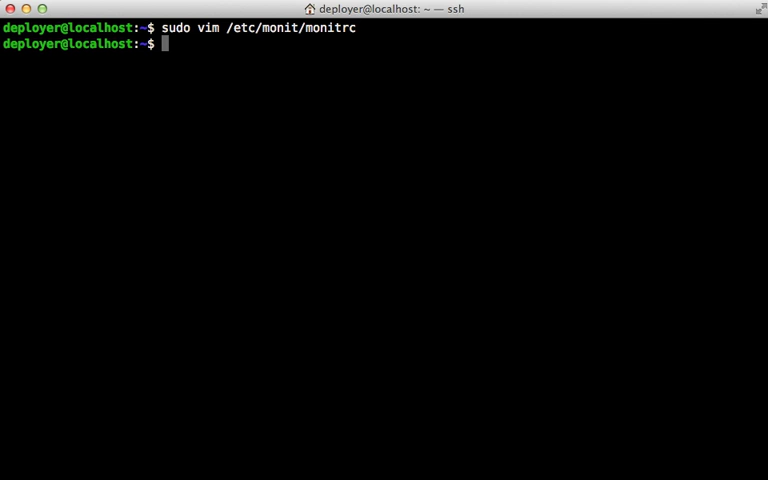 deployer@localhost: ~ — ssh
deployer@localhost:~$ sudo vim /etc/monit/monitrc
deployer@localhost:~$